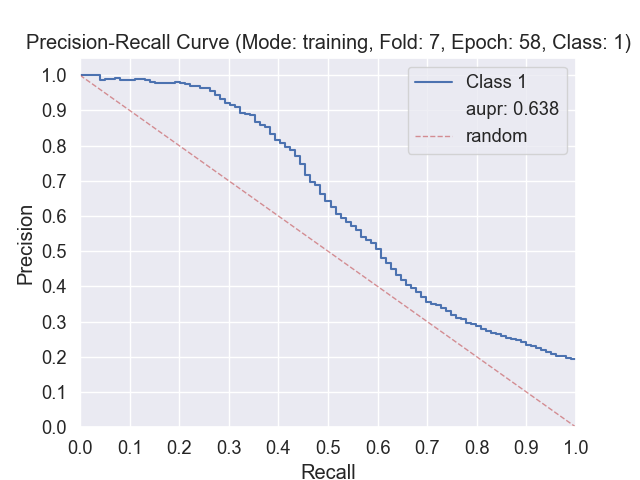 Precision-Recall Curve (Mode: training, Fold: 7, Epoch: 58, Class: 1)
Class 1
aupr: 0.638
random
Precision
1.0
0.9
0.8
0.7
0.6
0.5
0.4
0.3
0.2
0.1
0.0
0.0 0.1 0.2 0.3 0.4 0.5 0.6 0.7 0.8 0.9 1.0
Recall